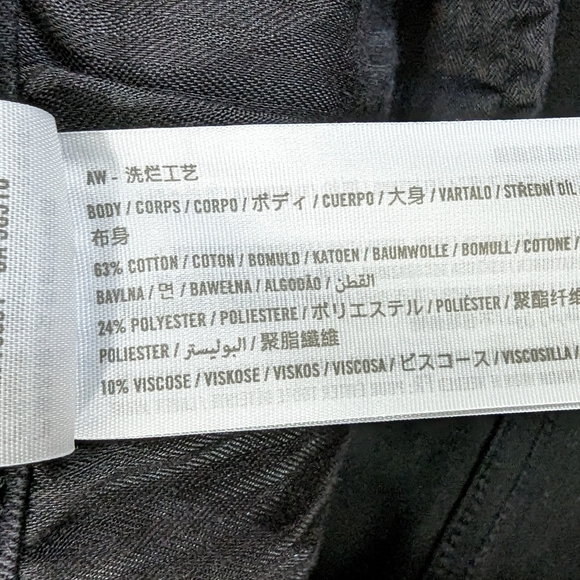 AW - 洗烂工艺
BODY / CORPS / CORPO / ボディ / CUERPO / 大身 / VARTALO / STŘEDNÍ DÍL
布身
63% COTTON / COTON / BOMULD / KATOEN / BAUMWOLLE / BOMULL / COTONE /
BAVLNA / 면 / BAWEŁNA / ALGODÃO / القطن
24% POLYESTER / POLIESTERE / ポリエステル / POLIÉSTER / 聚酯纤维
POLIESTER / البوليستر / 聚脂纖維
10% VISCOSE / VISKOSE / VISKOS / VISCOSA / ビスコース / VISCOSILLA /